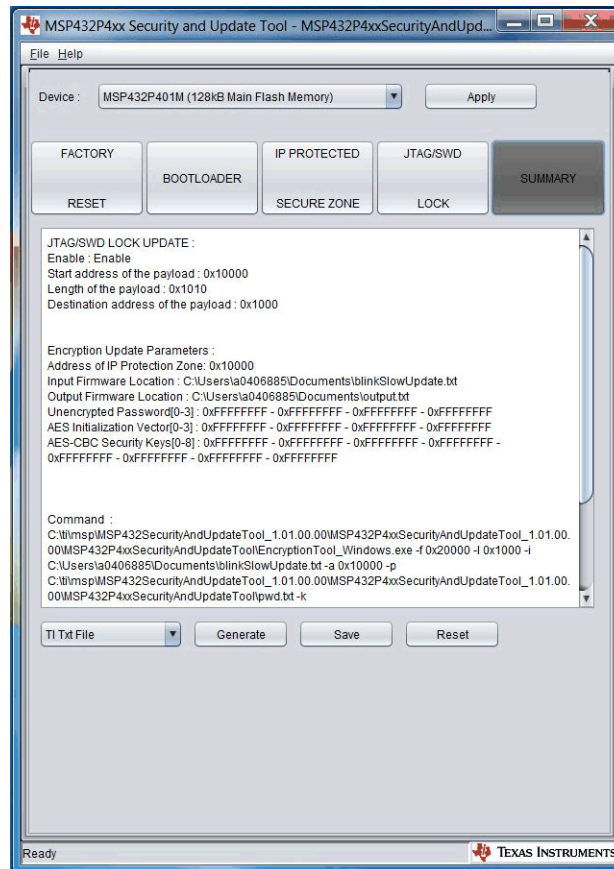 MSP432P4xx Security and Update Tool - MSP432P4xxSecurityAndUpd...
File Help
Device : MSP432P401M (128kB Main Flash Memory) Apply
FACTORY RESET
BOOTLOADER
IP PROTECTED SECURE ZONE
JTAG/SWD LOCK
SUMMARY
JTAG/SWD LOCK UPDATE :
Enable : Enable
Start address of the payload : 0x10000
Length of the payload : 0x1010
Destination address of the payload : 0x1000
Encryption Update Parameters :
Address of IP Protection Zone: 0x10000
Input Firmware Location : C:\Users\a0406885\Documents\blinkSlowUpdate.txt
Output Firmware Location : C:\Users\a0406885\Documents\output.txt
Unencrypted Password[0-3] : 0xFFFFFFFF - 0xFFFFFFFF - 0xFFFFFFFF - 0xFFFFFFFF
AES Initialization Vector[0-3] : 0xFFFFFFFF - 0xFFFFFFFF - 0xFFFFFFFF - 0xFFFFFFFF
AES-CBC Security Keys[0-8] : 0xFFFFFFFF - 0xFFFFFFFF - 0xFFFFFFFF - 0xFFFFFFFF -
0xFFFFFFFF - 0xFFFFFFFF - 0xFFFFFFFF - 0xFFFFFFFF
Command :
C:\ti\msp\MSP432SecurityAndUpdateTool_1.01.00.00\MSP432P4xxSecurityAndUpdateTool_1.01.00.
00\MSP432P4xxSecurityAndUpdateTool\EncryptionTool_Windows.exe -f 0x20000 -l 0x1000 -i
C:\Users\a0406885\Documents\blinkSlowUpdate.txt -a 0x10000 -p
C:\ti\msp\MSP432SecurityAndUpdateTool_1.01.00.00\MSP432P4xxSecurityAndUpdateTool_1.01.00.
00\MSP432P4xxSecurityAndUpdateTool\pwd.txt -k
TI Txt File Generate Save Reset
Ready TEXAS INSTRUMENTS